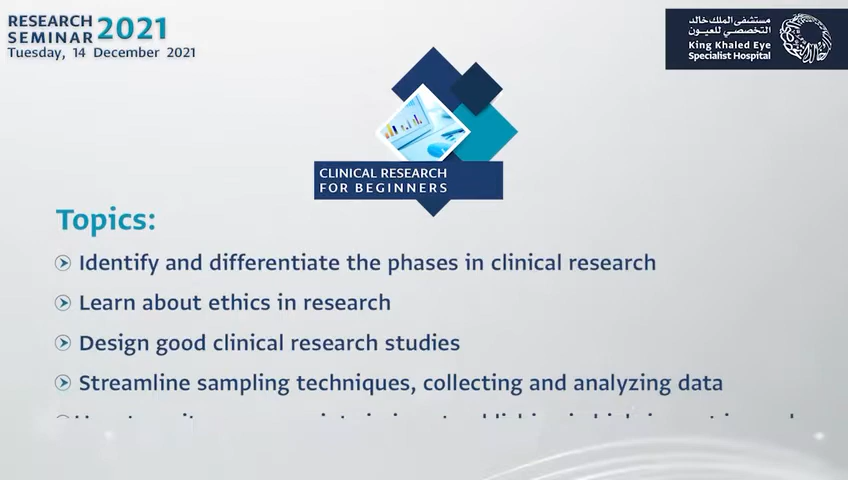 RESEARCH
SEMINAR 2021
Tuesday, 14 December 2021
مستشفى الملك خالد
التخصصي للعيون
King Khaled Eye
Specialist Hospital
CLINICAL RESEARCH
FOR BEGINNERS
Topics:
Identify and differentiate the phases in clinical research
Learn about ethics in research
Design good clinical research studies
Streamline sampling techniques, collecting and analyzing data